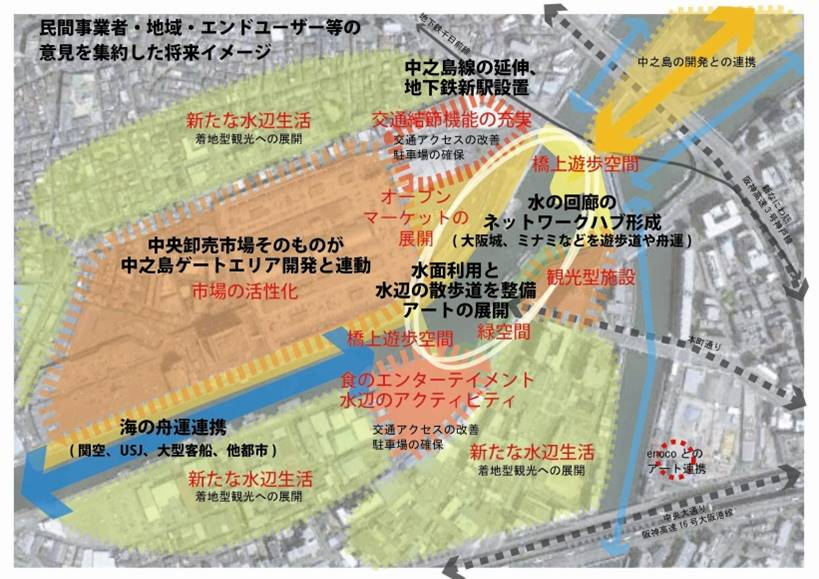 民間事業者・地域・エンドユーザー等の
意見を集約した将来イメージ
地下鉄千日前線
中之島線の延伸、
地下鉄新駅設置
中之島の開発との連携
新たな水辺生活
着地型観光への展開
交通結節機能の充実
交通アクセスの改善
駐車場の確保
橋上遊歩空間
オープン
マーケットの
展開
水の回廊の
ネットワークハブ形成
(大阪城、ミナミなどを遊歩道や舟運)
阪神高速3号神戸線
中央卸売市場そのものが
中之島ゲートエリア開発と連動
市場の活性化
水面利用と
水辺の散歩道を整備
アートの展開
観光型施設
橋上遊歩空間
緑空間
本町通り
食のエンターテイメント
水辺のアクティビティ
海の舟運連携
(関空、USJ、大型客船、他都市)
交通アクセスの改善
駐車場の確保
新たな水辺生活
着地型観光への展開
enocoとの
アート連携
新たな水辺生活
着地型観光への展開
中央大通り
阪神高速16号大阪港線